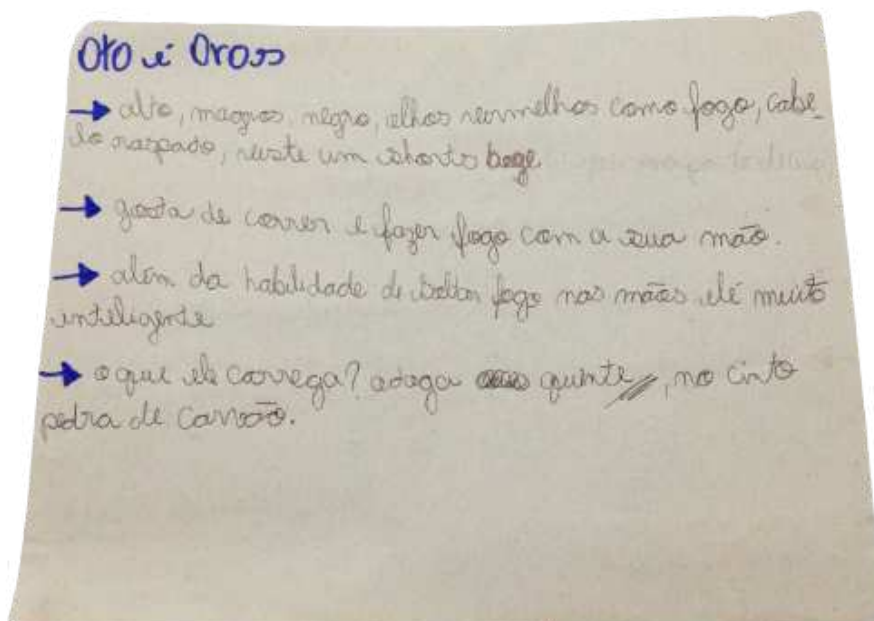 Oto é Oros
→ alto, magros, negro, olhos vermelhos como fogo, cabe-
lo raspado, veste um shorts bege
→ gosta de correr e fazer fogo com a sua mão.
→ além da habilidade de soltar fogo nas mãos, ele muito
inteligente
→ o que ele carrega? adaga quente, no cinto
pedra de carvão.